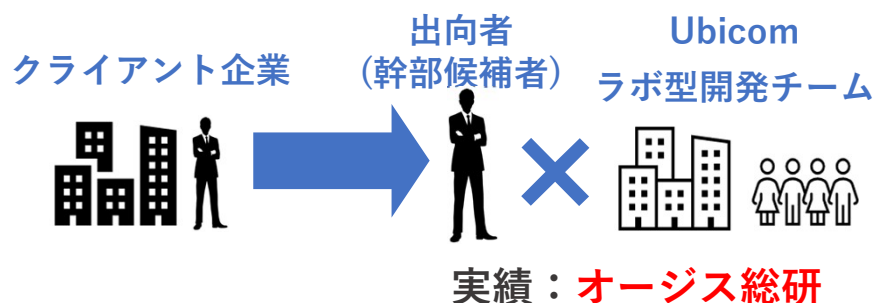 クライアント企業
出向者
(幹部候補者)
Ubicom
ラボ型開発チーム
実績：オージス総研